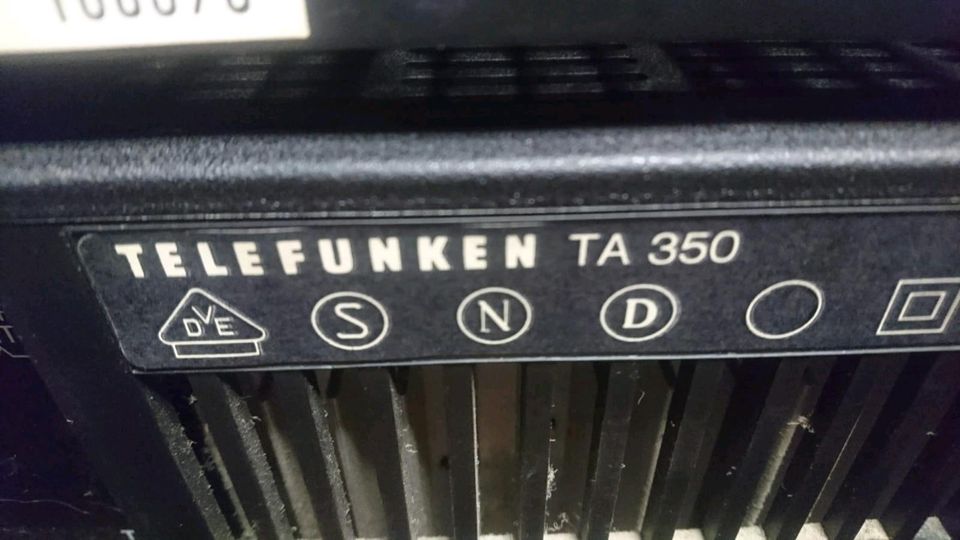 TELEFUNKEN TA 350
DVE S N D
T
T